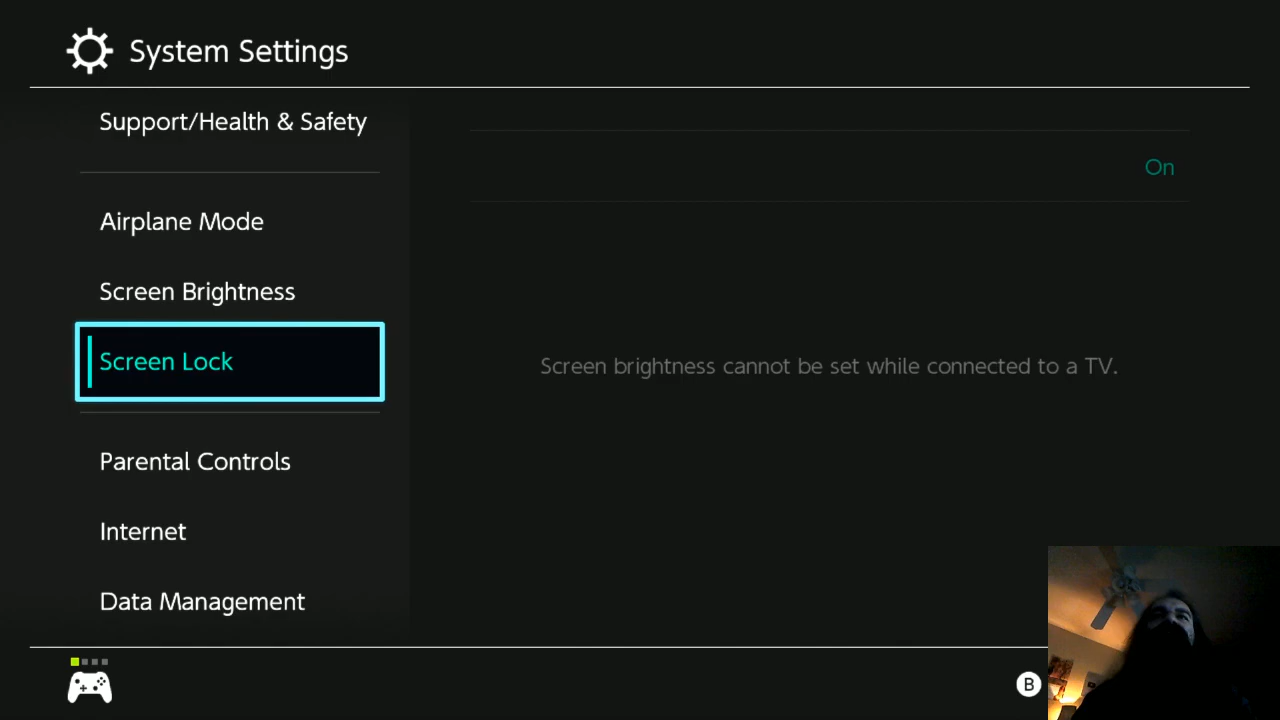 System Settings
Support/Health & Safety
Airplane Mode
Screen Brightness
Screen Lock
Parental Controls
Internet
Data Management
On
Screen brightness cannot be set while connected to a TV.
B